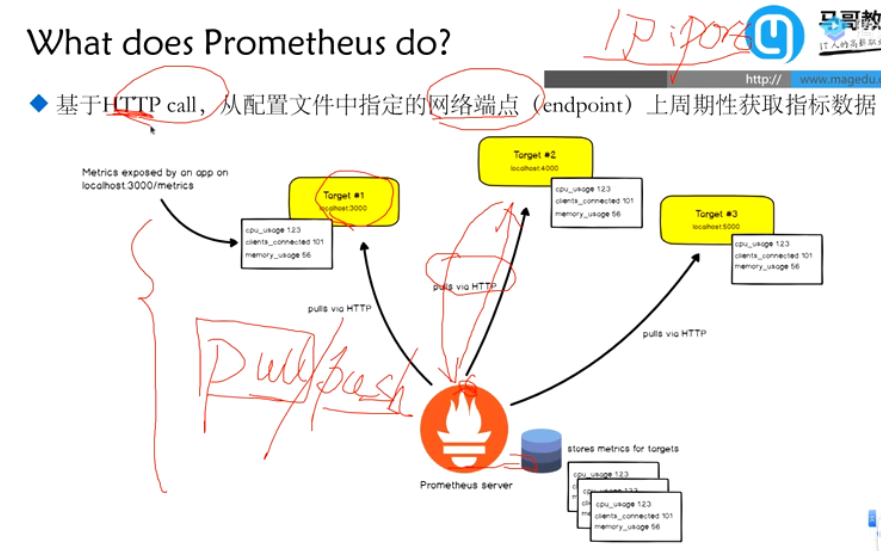 What does Prometheus do?
IP:port
马哥教
IT人的高薪职业
http://
www.magedu.c
◆ 基于HTTP call，从配置文件中指定的网络端点（endpoint）上周期性获取指标数据
Metrics exposed by an app on
localhost:3000/metrics
Target #1
localhost:3000
cpu_usage 123
clients_connected 101
memory_usage 56
Target #2
localhost:4000
cpu_usage 123
clients_connected 101
memory_usage 56
Target #3
localhost:5000
cpu_usage 123
clients_connected 101
memory_usage 56
pulls via HTTP
pulls via HTTP
pulls via HTTP
pull/push
Prometheus server
stores metrics for targets
cpu_usage 123
cpu_usage 123
cpu_usage 123
clients_connected 101
memory_usage 56